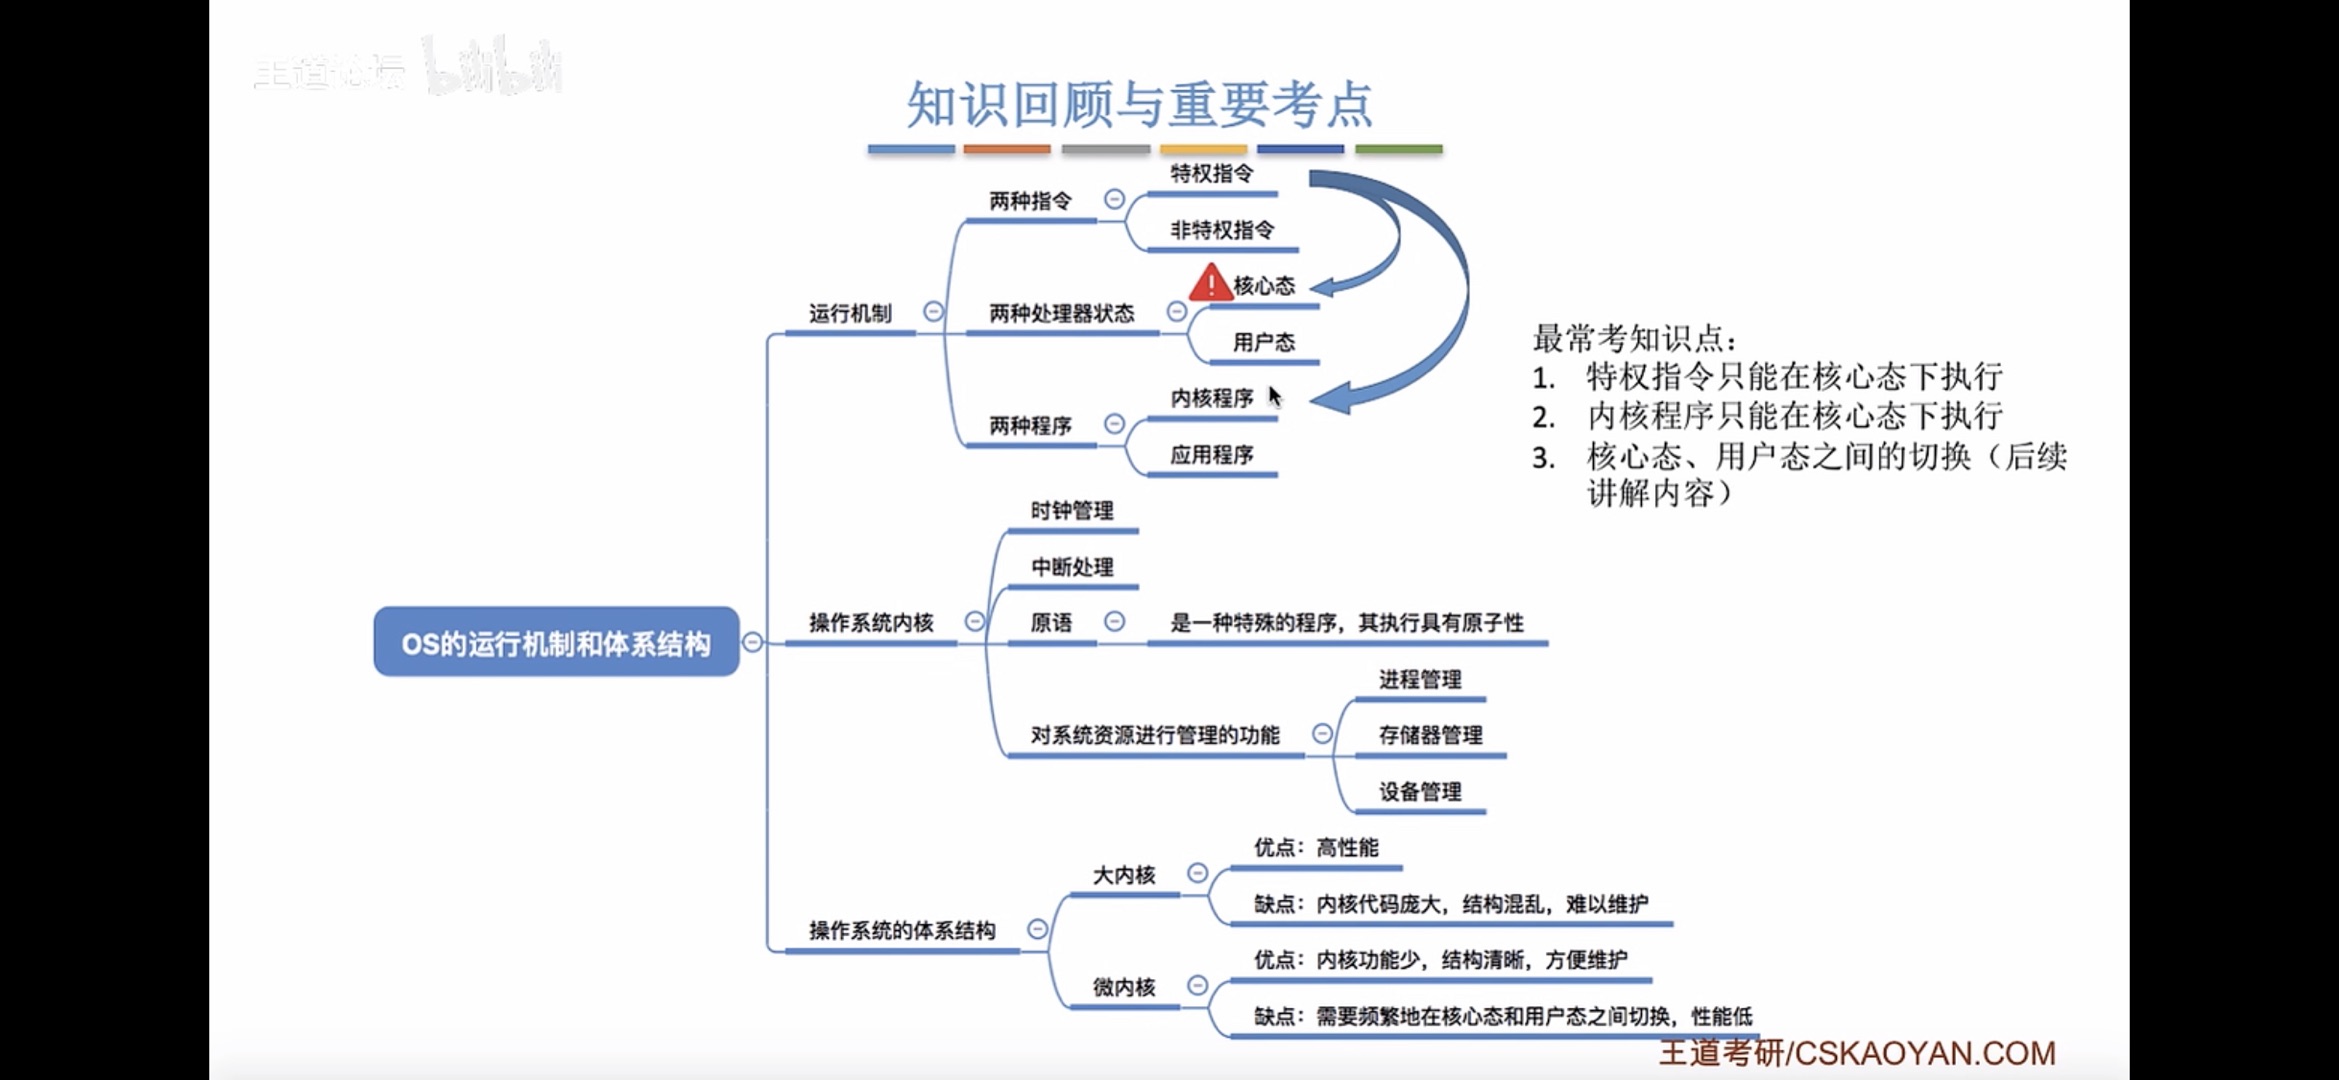 王道论坛 bilibili
知识回顾与重要考点
特权指令
两种指令
非特权指令
核心态
运行机制
两种处理器状态
用户态
内核程序
两种程序
应用程序
最常考知识点：
1. 特权指令只能在核心态下执行
2. 内核程序只能在核心态下执行
3. 核心态、用户态之间的切换（后续
讲解内容）
时钟管理
中断处理
OS的运行机制和体系结构
操作系统内核
原语
是一种特殊的程序，其执行具有原子性
进程管理
对系统资源进行管理的功能
存储器管理
设备管理
优点：高性能
大内核
缺点：内核代码庞大，结构混乱，难以维护
操作系统的体系结构
优点：内核功能少，结构清晰，方便维护
微内核
缺点：需要频繁地在核心态和用户态之间切换，性能低
王道考研/CSKAOYAN.COM